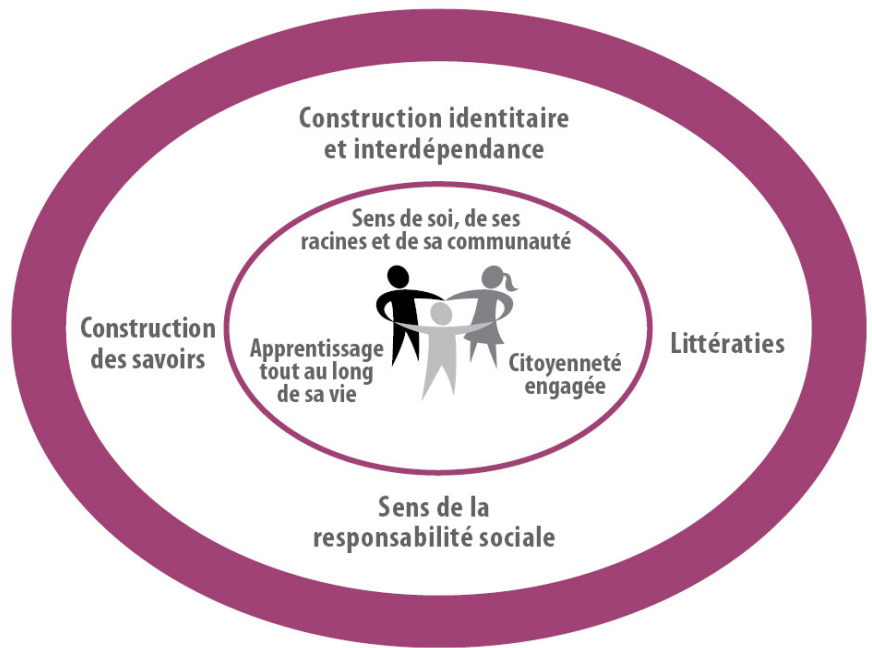 Construction identitaire
et interdépendance
Sens de soi, de ses
racines et de sa communauté
Construction
des savoirs
Apprentissage
tout au long
de sa vie
Citoyenneté
engagée
Littératies
Sens de la
responsabilité sociale